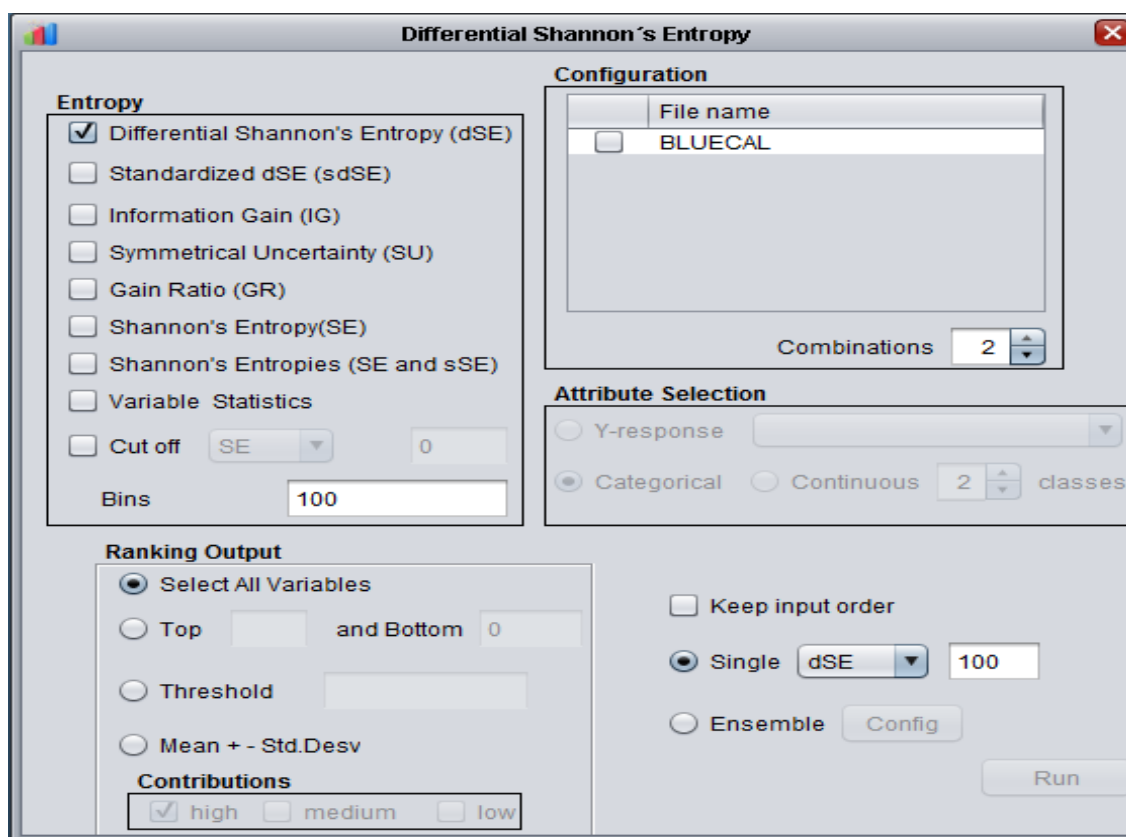 Differential Shannon´s Entropy
Entropy
Differential Shannon's Entropy (dSE)
Standardized dSE (sdSE)
Information Gain (IG)
Symmetrical Uncertainty (SU)
Gain Ratio (GR)
Shannon's Entropy(SE)
Shannon's Entropies (SE and sSE)
Variable Statistics
Cut off SE 0
Bins 100
Configuration
File name
BLUECAL
Combinations 2
Attribute Selection
Y-response
Categorical Continuous 2 classes
Ranking Output
Select All Variables
Top and Bottom 0
Threshold
Mean + - Std.Desv
Contributions
high medium low
Keep input order
Single dSE 100
Ensemble Config
Run